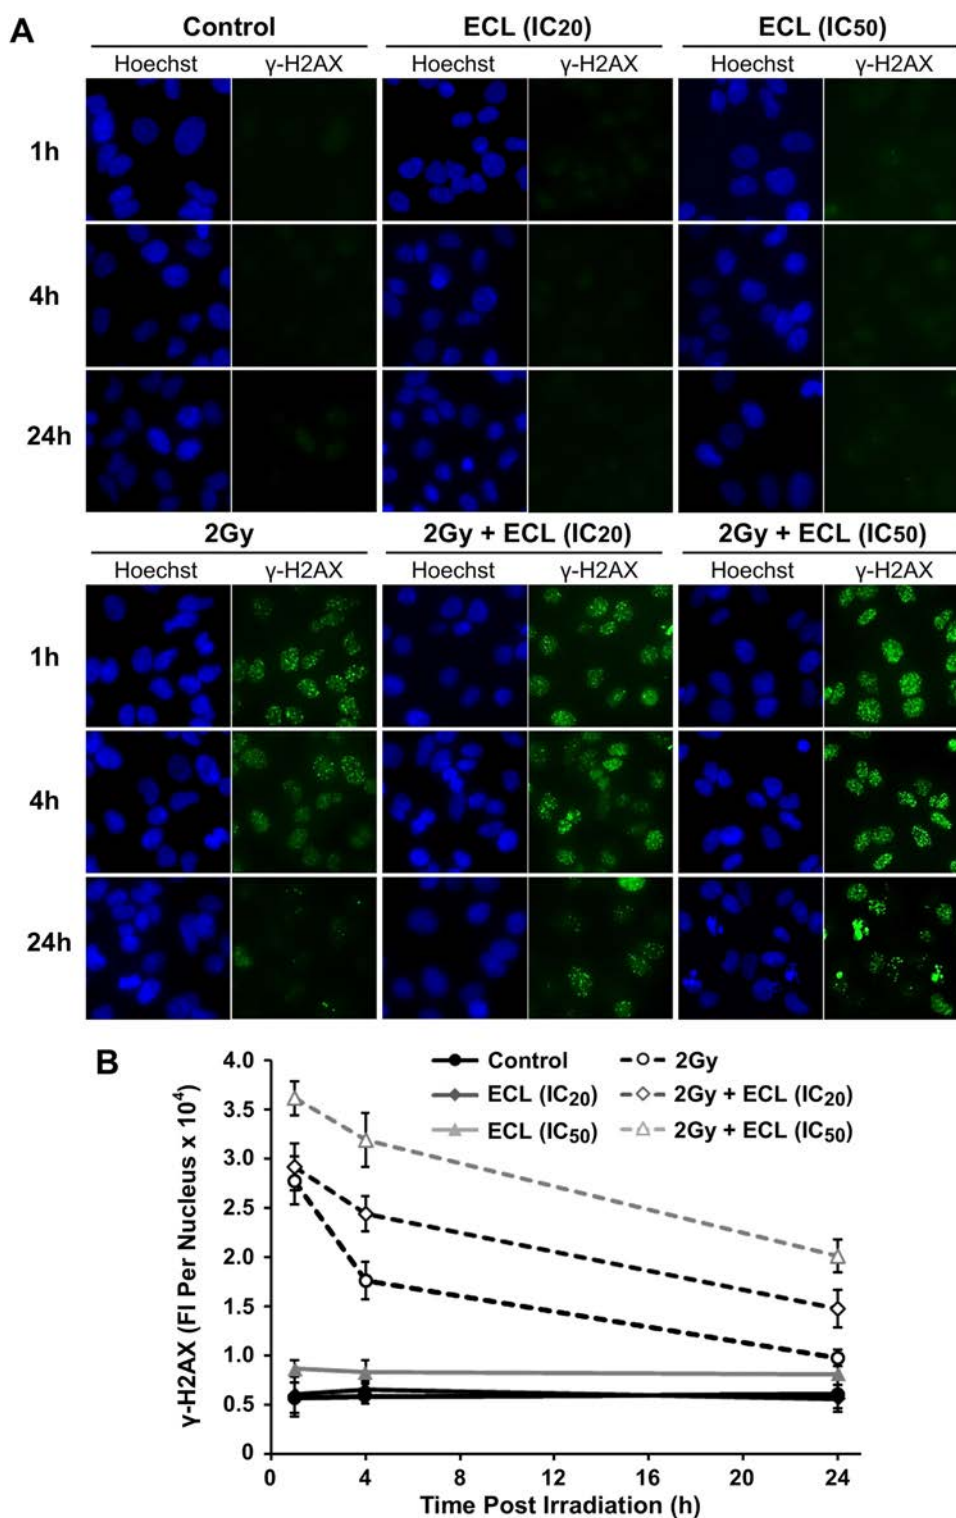 A
Control ECL (IC20) ECL (IC50)
Hoechst γ-H2AX Hoechst γ-H2AX Hoechst γ-H2AX
1h
4h
24h
2Gy 2Gy + ECL (IC20) 2Gy + ECL (IC50)
Hoechst γ-H2AX Hoechst γ-H2AX Hoechst γ-H2AX
1h
4h
24h
B
γ-H2AX (FI Per Nucleus x 10⁴)
4.0
3.5
3.0
2.5
2.0
1.5
1.0
0.5
0
Control 2Gy
ECL (IC20) 2Gy + ECL (IC20)
ECL (IC50) 2Gy + ECL (IC50)
0 4 8 12 16 20 24
Time Post Irradiation (h)